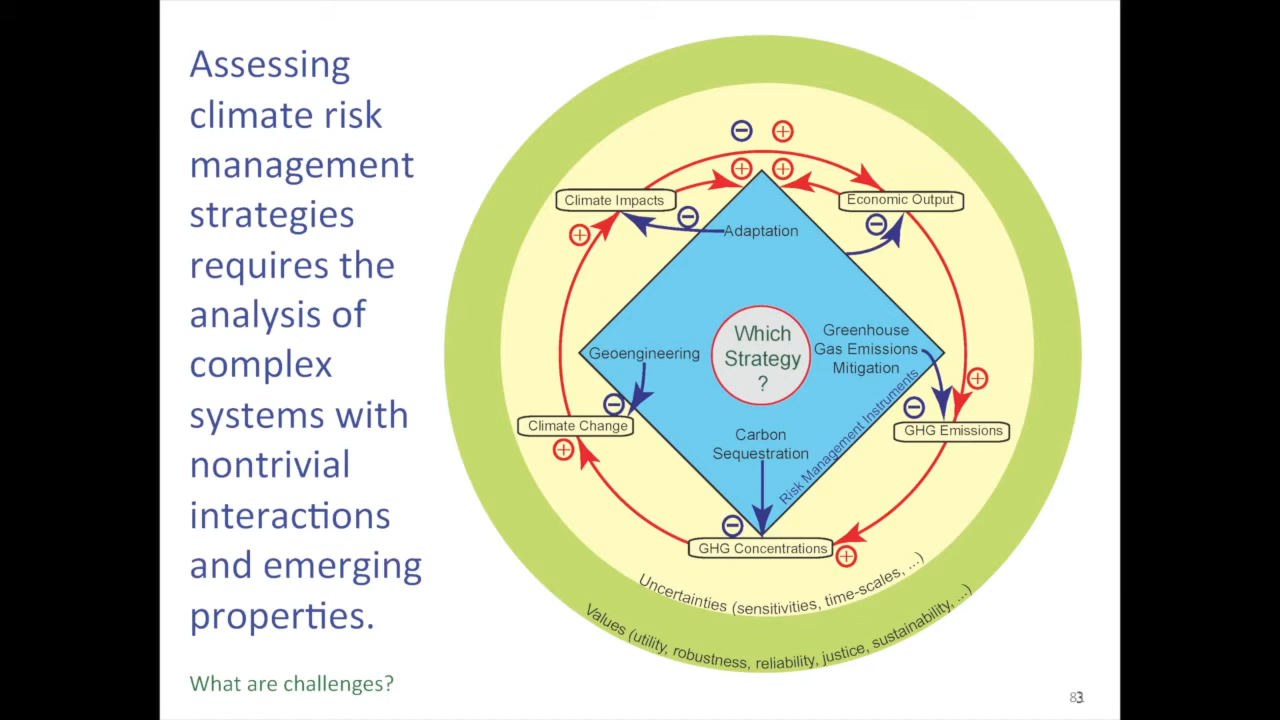 Assessing
climate risk
management
strategies
requires the
analysis of
complex
systems with
nontrivial
interactions
and emerging
properties.
What are challenges?
Climate Impacts
Economic Output
Adaptation
Which
Strategy
?
Greenhouse
Gas Emissions
Mitigation
Geoengineering
Climate Change
GHG Emissions
Carbon
Sequestration
Risk Management Instruments
GHG Concentrations
Uncertainties (sensitivities, time-scales, ...)
Values (utility, robustness, reliability, justice, sustainability, ...)